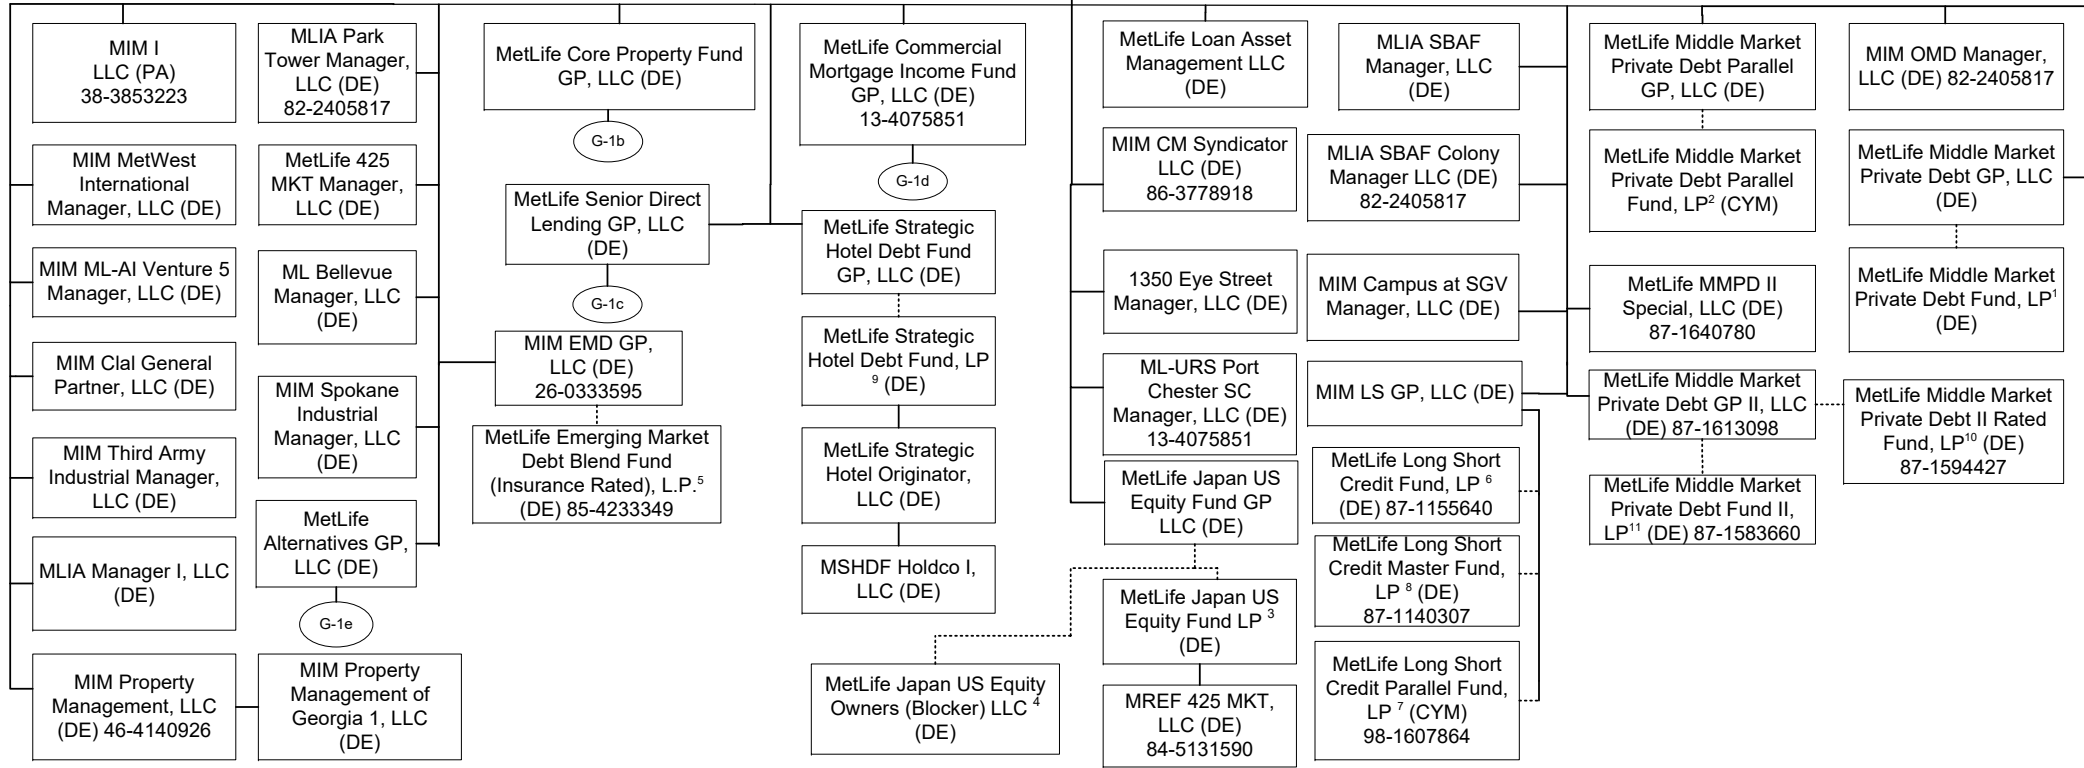 MIM I
LLC (PA)
38-3853223
MIM MetWest
International
Manager, LLC (DE)
MIM ML-AI Venture 5
Manager, LLC (DE)
MIM Clal General
Partner, LLC (DE)
MIM Third Army
Industrial Manager,
LLC (DE)
MLIA Manager I, LLC
(DE)
MIM Property
Management, LLC
(DE) 46-4140926
MLIA Park
Tower Manager,
LLC (DE)
82-2405817
MetLife 425
MKT Manager,
LLC (DE)
ML Bellevue
Manager, LLC
(DE)
MIM Spokane
Industrial
Manager, LLC
(DE)
MetLife
Alternatives GP,
LLC (DE)
G-1e
MIM Property
Management of
Georgia 1, LLC
(DE)
MetLife Core Property Fund
GP, LLC (DE)
G-1b
MetLife Senior Direct
Lending GP, LLC
(DE)
G-1c
MIM EMD GP,
LLC (DE)
26-0333595
MetLife Emerging Market
Debt Blend Fund
(Insurance Rated), L.P.5
(DE) 85-4233349
MetLife Commercial
Mortgage Income Fund
GP, LLC (DE)
13-4075851
G-1d
MetLife Strategic
Hotel Debt Fund
GP, LLC (DE)
MetLife Strategic
Hotel Debt Fund, LP
9 (DE)
MetLife Strategic
Hotel Originator,
LLC (DE)
MSHDF Holdco I,
LLC (DE)
MetLife Loan Asset
Management LLC
(DE)
MIM CM Syndicator
LLC (DE)
86-3778918
1350 Eye Street
Manager, LLC (DE)
ML-URS Port
Chester SC
Manager, LLC (DE)
13-4075851
MetLife Japan US
Equity Fund GP
LLC (DE)
MetLife Japan US
Equity Fund LP 3
(DE)
MetLife Japan US Equity
Owners (Blocker) LLC 4
(DE)
MREF 425 MKT,
LLC (DE)
84-5131590
MLIA SBAF
Manager, LLC
(DE)
MLIA SBAF Colony
Manager LLC (DE)
82-2405817
MIM Campus at SGV
Manager, LLC (DE)
MIM LS GP, LLC (DE)
MetLife Long Short
Credit Fund, LP 6
(DE) 87-1155640
MetLife Long Short
Credit Master Fund,
LP 8 (DE)
87-1140307
MetLife Long Short
Credit Parallel Fund,
LP 7 (CYM)
98-1607864
MetLife Middle Market
Private Debt Parallel
GP, LLC (DE)
MetLife Middle Market
Private Debt Parallel
Fund, LP2 (CYM)
MetLife MMPD II
Special, LLC (DE)
87-1640780
MetLife Middle Market
Private Debt GP II, LLC
(DE) 87-1613098
MetLife Middle Market
Private Debt Fund II,
LP11 (DE) 87-1583660
MIM OMD Manager,
LLC (DE) 82-2405817
MetLife Middle Market
Private Debt GP, LLC
(DE)
MetLife Middle Market
Private Debt Fund, LP1
(DE)
MetLife Middle Market
Private Debt II Rated
Fund, LP10 (DE)
87-1594427